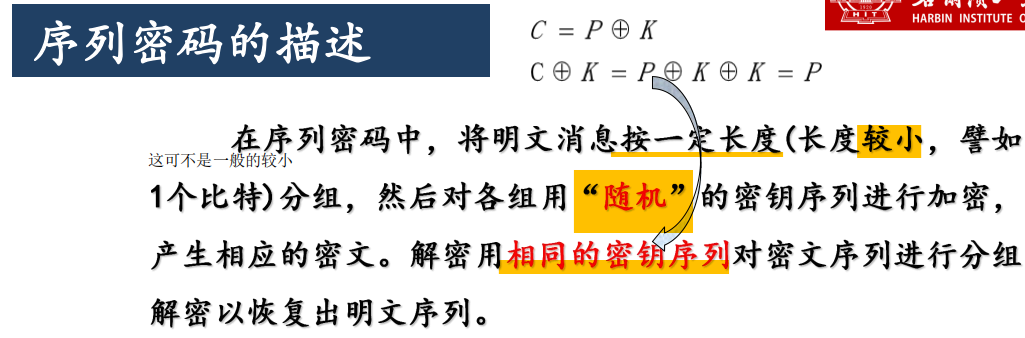 序列密码的描述
C = P ⊕ K
C ⊕ K = P ⊕ K ⊕ K = P
HIT
HARBIN INSTITUTE O
在序列密码中，将明文消息按一定长度(长度较小，譬如
这可不是一般的较小
1个比特)分组，然后对各组用“随机”的密钥序列进行加密，
产生相应的密文。解密用相同的密钥序列对密文序列进行分组
解密以恢复出明文序列。